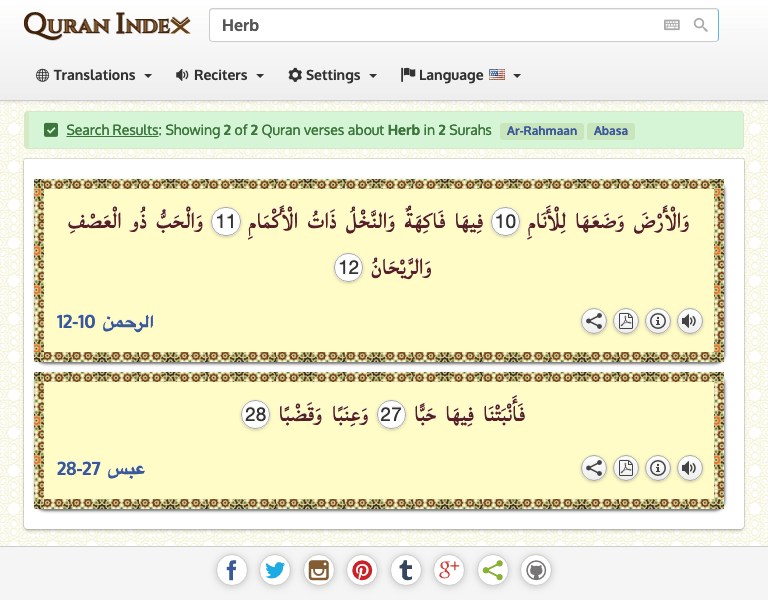 QURAN INDEX
Herb
Translations Reciters Settings Language
Search Results: Showing 2 of 2 Quran verses about Herb in 2 Surahs Ar-Rahmaan Abasa
وَالْأَرْضَ وَضَعَهَا لِلْأَنَامِ 10 فِيهَا فَاكِهَةٌ وَالنَّخْلُ ذَاتُ الْأَكْمَامِ 11 وَالْحَبُّ ذُو الْعَصْفِ
وَالرَّيْحَانُ 12
الرحمن 10-12
فَأَنْبَتْنَا فِيهَا حَبًّا 27 وَعِنَبًا وَقَضْبًا 28
عبس 27-28